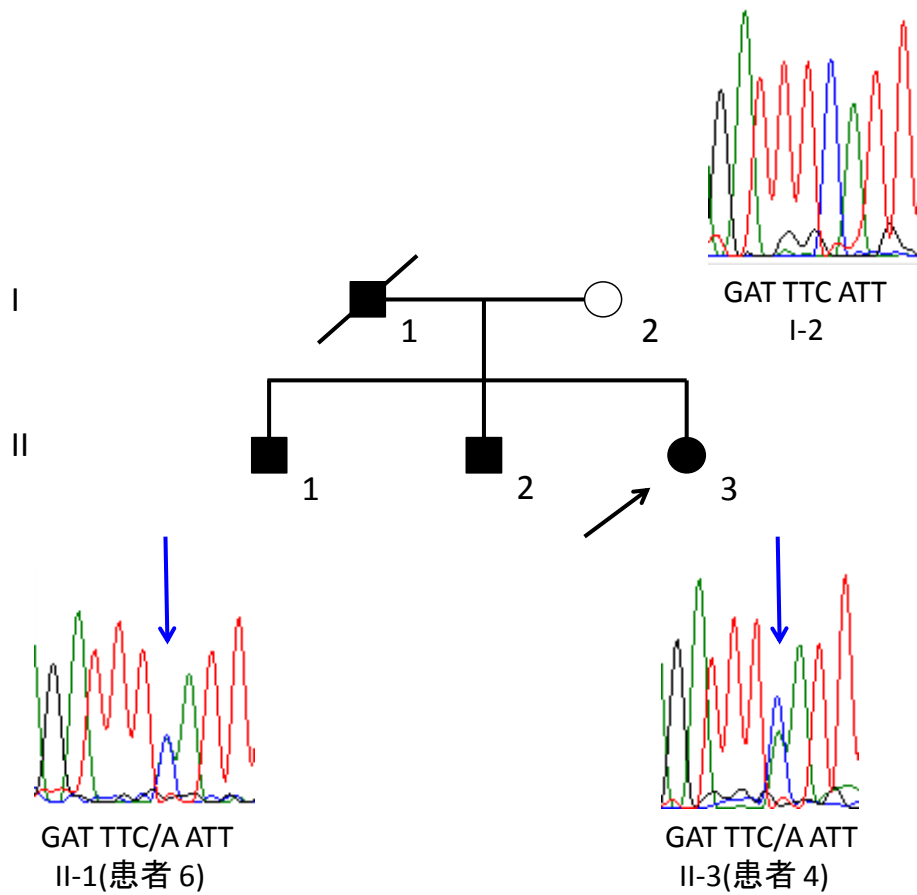 GAT TTC ATT
I-2
I
1
2
II
1
2
3
GAT TTC/A ATT
II-1(患者 6)
GAT TTC/A ATT
II-3(患者 4)